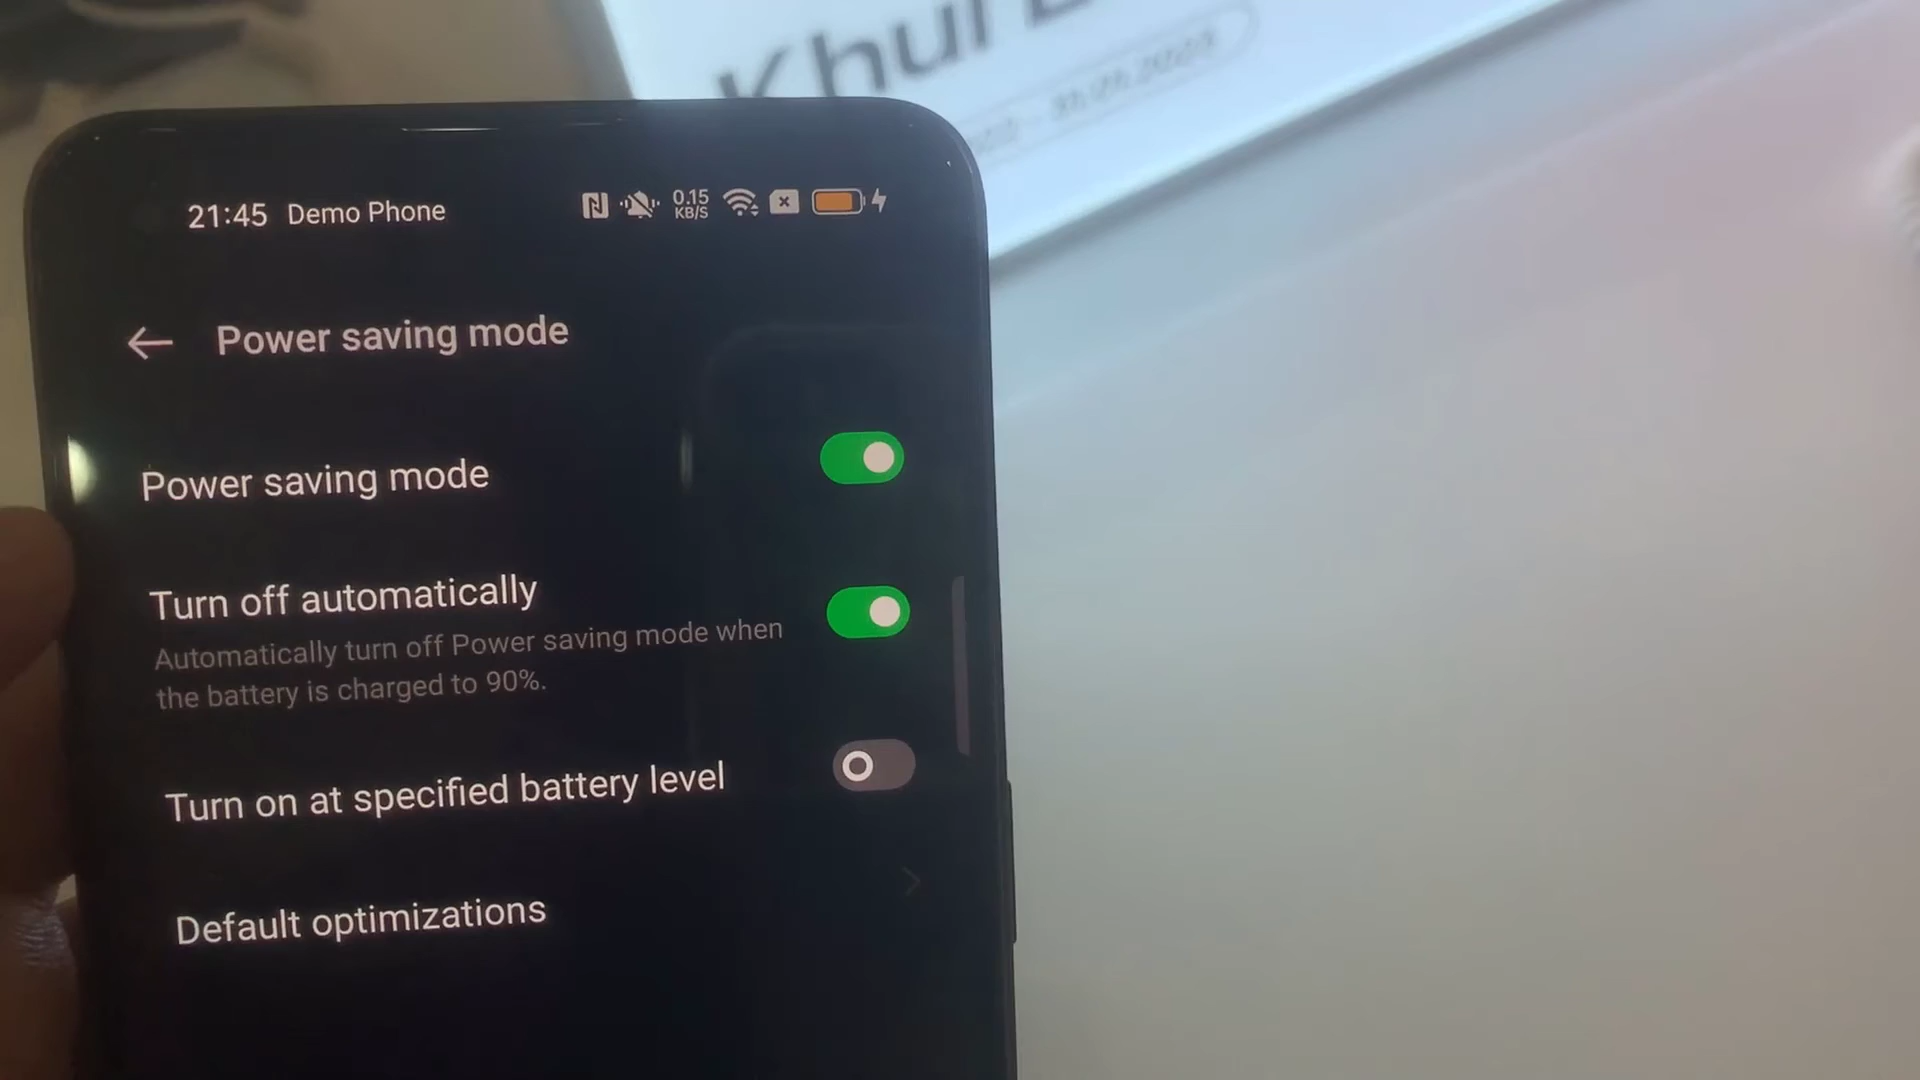 Khui
21:45 Demo Phone 0.15 KB/S
Power saving mode
Power saving mode
Turn off automatically
Automatically turn off Power saving mode when
the battery is charged to 90%.
Turn on at specified battery level
Default optimizations